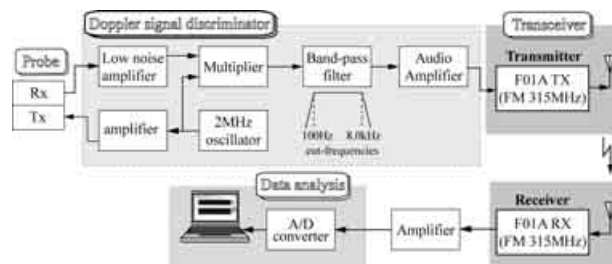 Doppler signal discriminator
Transceiver
Probe
Rx
Tx
Low noise
amplifier
Multiplier
Band-pass
filter
Audio
Amplifier
Transmitter
F01A TX
(FM 315MHz)
amplifier
2MHz
oscillator
100Hz
8.0kHz
cut-frequencies
Data analysis
A/D
converter
Amplifier
Receiver
F01A RX
(FM 315MHz)